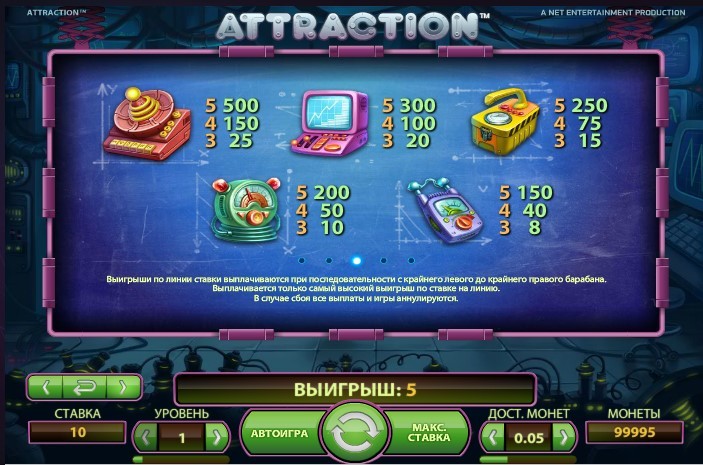 ATTRACTION™
ATTRACTION™
A NET ENTERTAINMENT PRODUCTION
5 500
4 150
3 25
5 300
4 100
3 20
5 250
4 75
3 15
5 200
4 50
3 10
5 150
4 40
3 8
Выигрыши по линии ставки выплачиваются при последовательности с крайнего левого до крайнего правого барабана.
Выплачивается только самый высокий выигрыш по ставке на линию.
В случае сбоя все выплаты и игры аннулируются.
ВЫИГРЫШ: 5
СТАВКА
10
УРОВЕНЬ
1
АВТОИГРА
МАКС.
СТАВКА
ДОСТ. МОНЕТ
0.05
МОНЕТЫ
99995